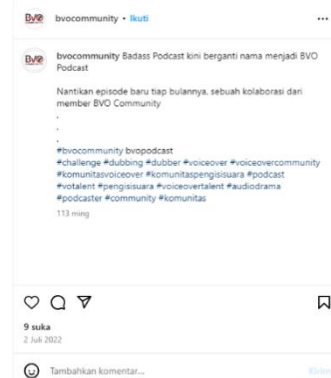 BVO bvocommunity • Ikuti
BVO bvocommunity Badass Podcast kini berganti nama menjadi BVO
Podcast
Nantikan episode baru tiap bulannya, sebuah kolaborasi dari
member BVO Community
.
.
.
#bvocommunity bvopodcast
#challenge #dubbing #dubber #voiceover #voiceovercommunity
#komunitasvoiceover #komunitaspengisisuara #podcast
#votalent #pengisisuara #voiceovertalent #audiodrama
#podcaster #community #komunitas
113 ming
9 suka
2 Juli 2022
Tambahkan komentar... Kirim